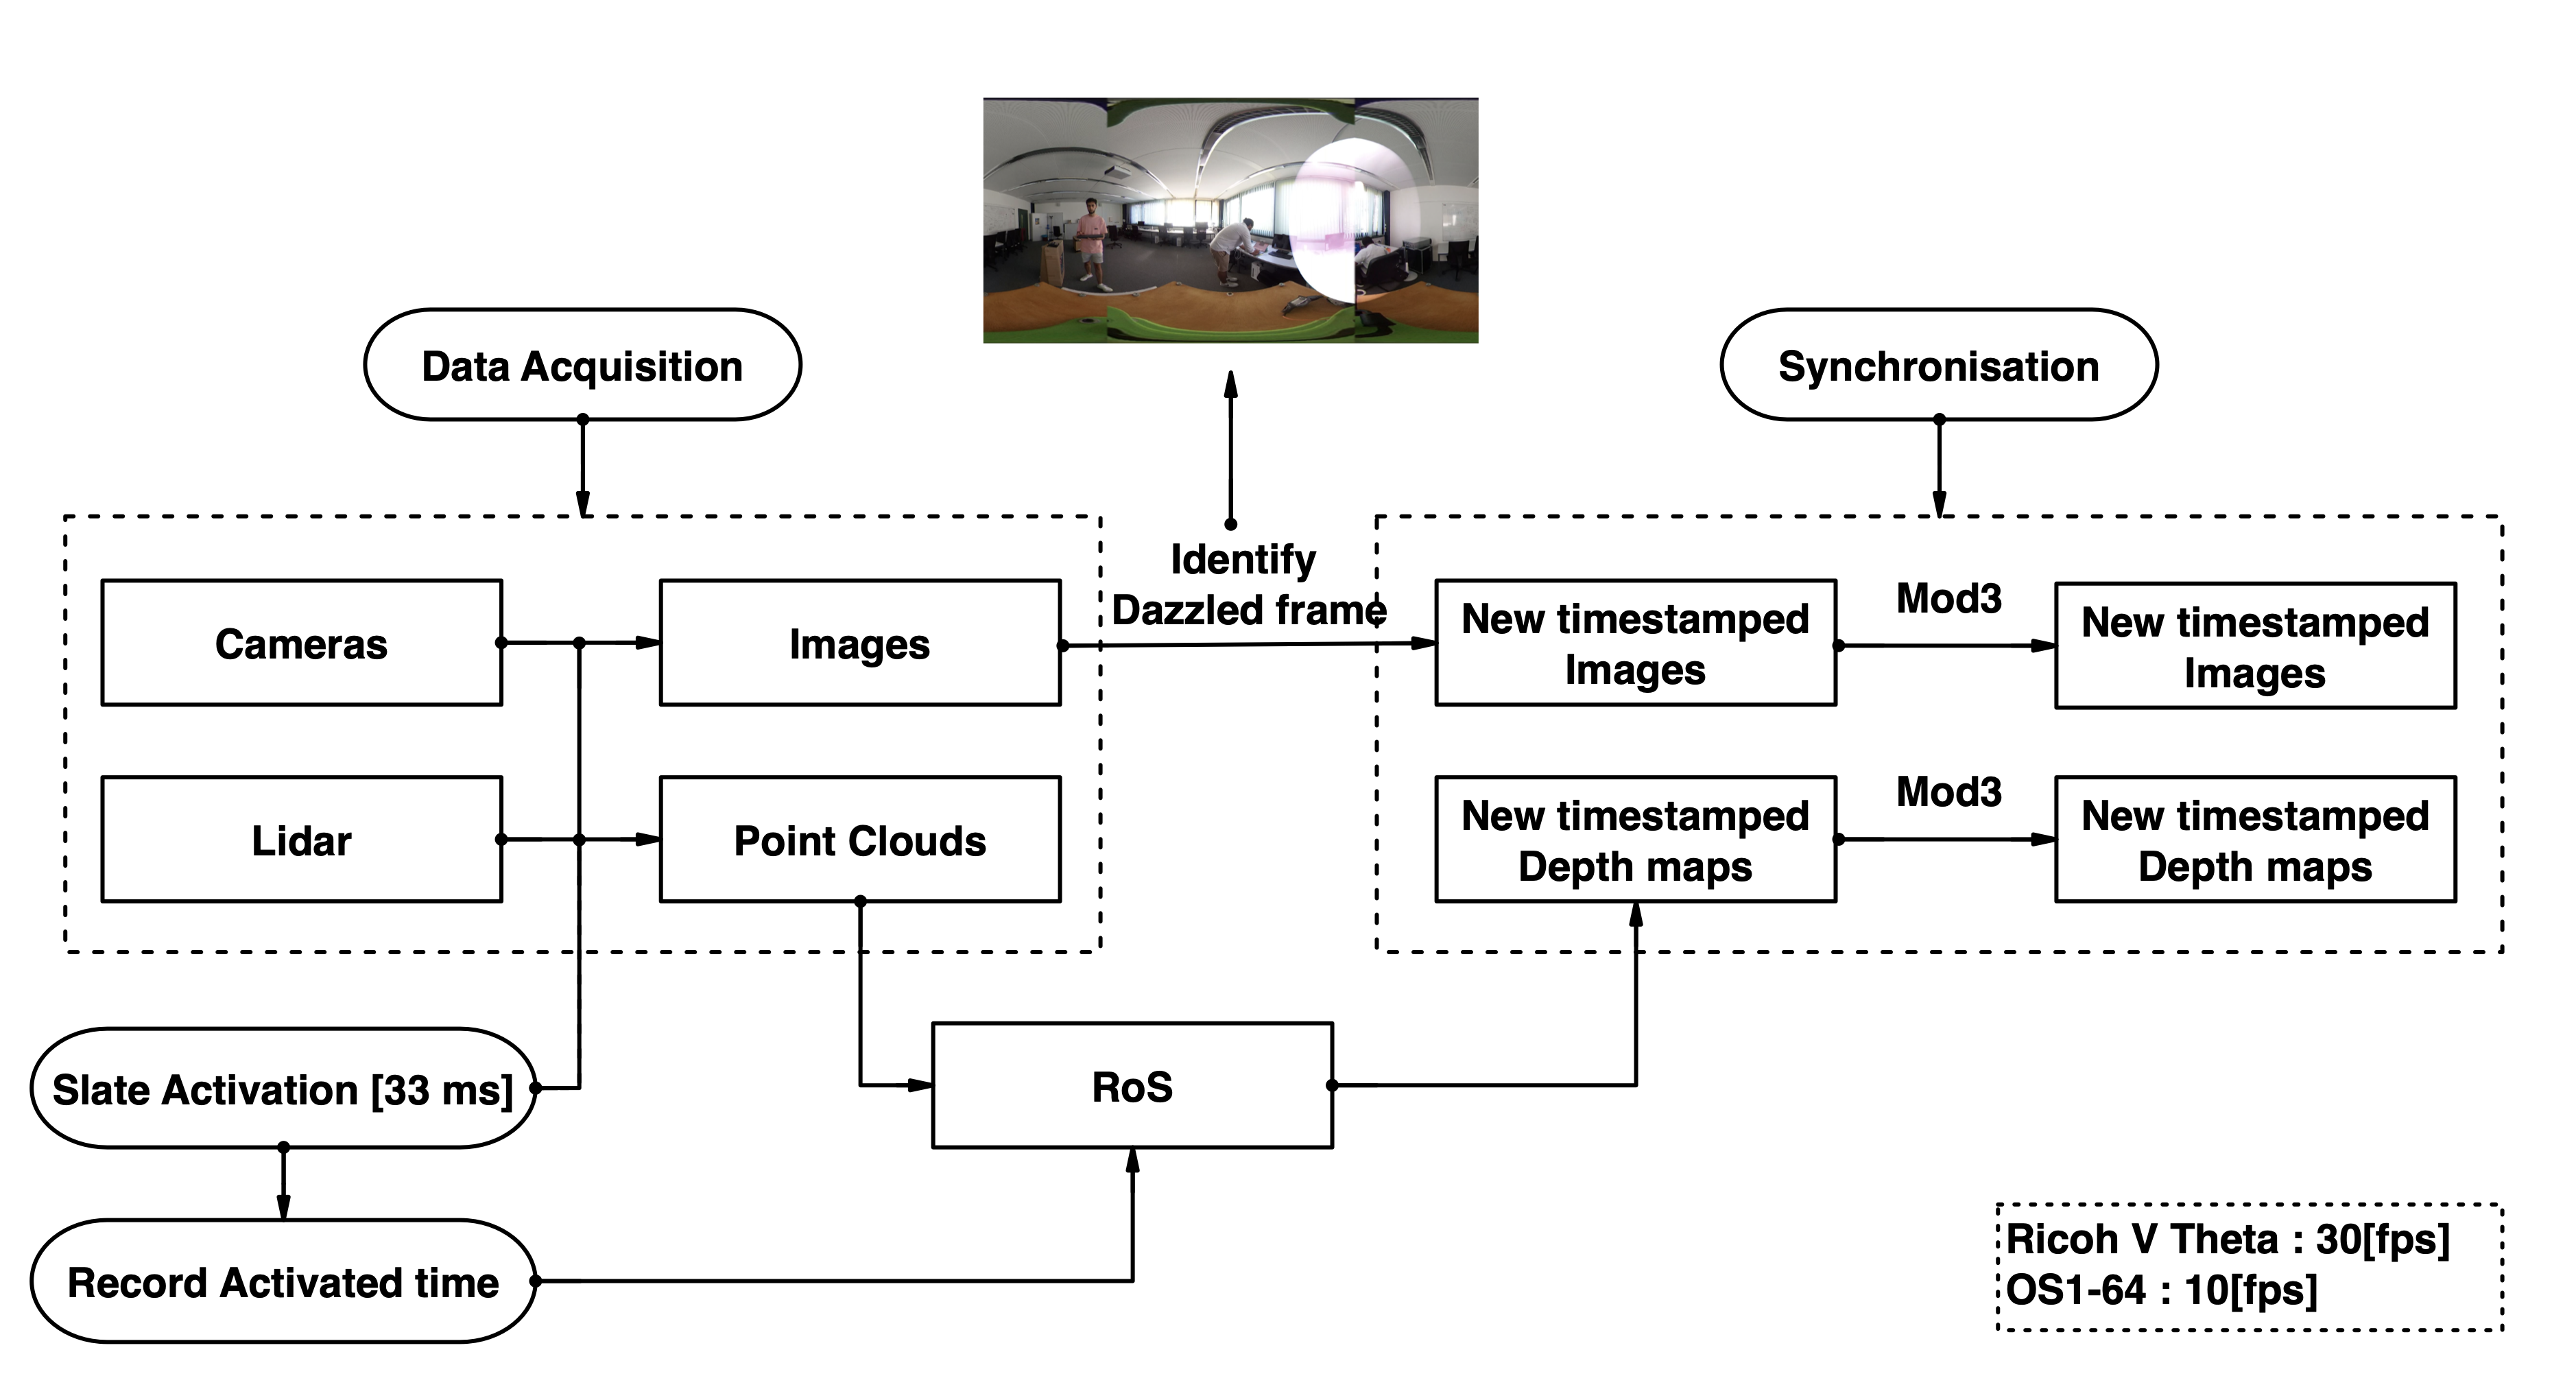 Data Acquisition
Synchronisation
Identify
Dazzled frame
Cameras
Images
New timestamped
Images
Mod3
New timestamped
Images
Lidar
Point Clouds
New timestamped
Depth maps
Mod3
New timestamped
Depth maps
Slate Activation [33 ms]
RoS
Record Activated time
Ricoh V Theta : 30[fps]
OS1-64 : 10[fps]